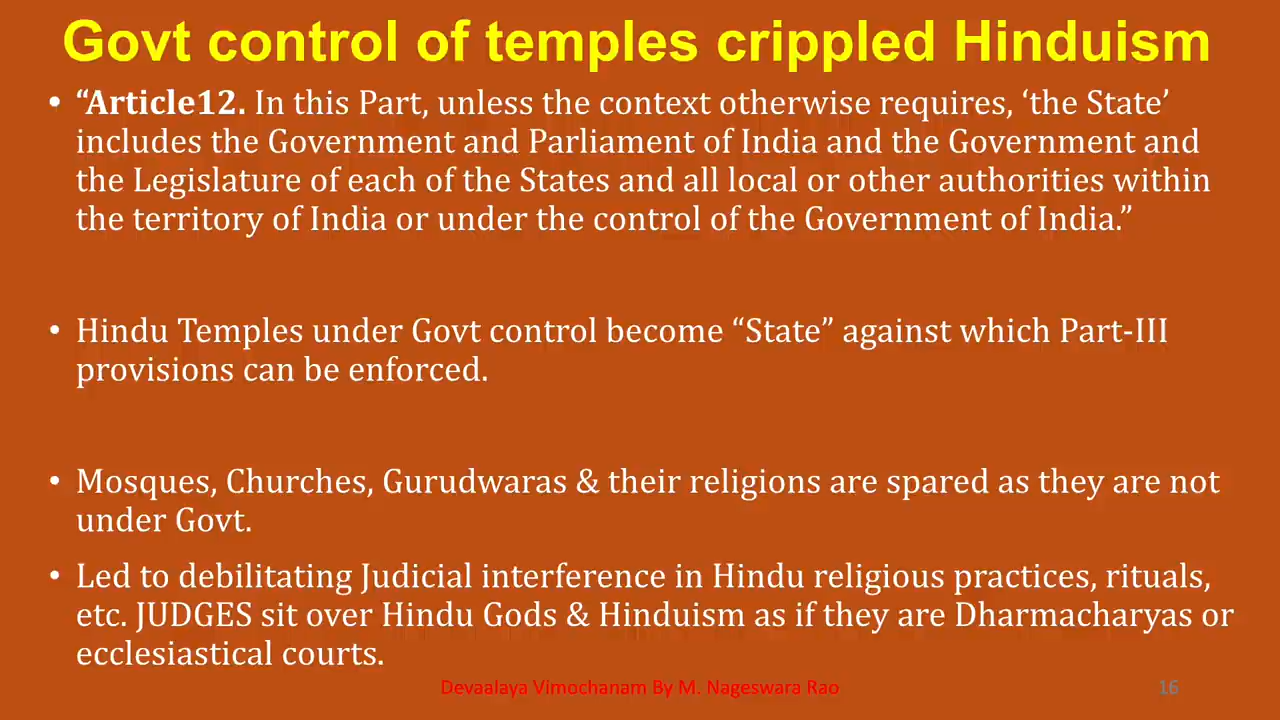 Govt control of temples crippled Hinduism
• “Article12. In this Part, unless the context otherwise requires, ‘the State’
includes the Government and Parliament of India and the Government and
the Legislature of each of the States and all local or other authorities within
the territory of India or under the control of the Government of India.”
• Hindu Temples under Govt control become “State” against which Part-III
provisions can be enforced.
• Mosques, Churches, Gurudwaras & their religions are spared as they are not
under Govt.
• Led to debilitating Judicial interference in Hindu religious practices, rituals,
etc. JUDGES sit over Hindu Gods & Hinduism as if they are Dharmacharyas or
ecclesiastical courts.
Devaalaya Vimochanam By M. Nageswara Rao
16